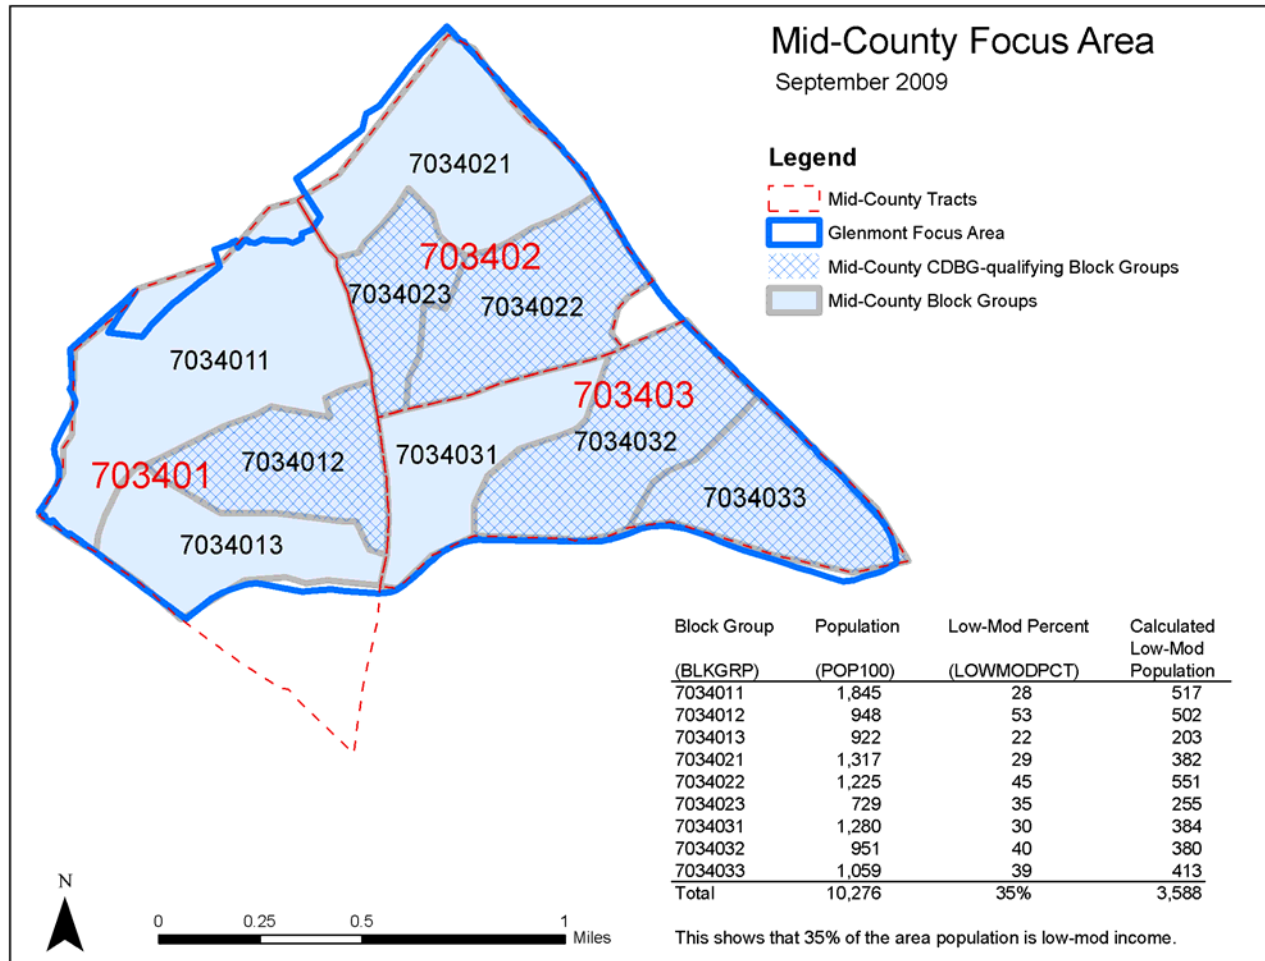 Mid-County Focus Area
September 2009
Legend
Mid-County Tracts
Glenmont Focus Area
Mid-County CDBG-qualifying Block Groups
Mid-County Block Groups
7034021
703402
7034023
7034022
7034011
703403
7034032
7034031
7034012
703401
7034033
7034013
Block Group Population Low-Mod Percent Calculated
Low-Mod
(BLKGRP) (POP100) (LOWMODPCT) Population
7034011 1,845 28 517
7034012 948 53 502
7034013 922 22 203
7034021 1,317 29 382
7034022 1,225 45 551
7034023 729 35 255
7034031 1,280 30 384
7034032 951 40 380
7034033 1,059 39 413
Total 10,276 35% 3,588
This shows that 35% of the area population is low-mod income.
N
0 0.25 0.5 1
Miles